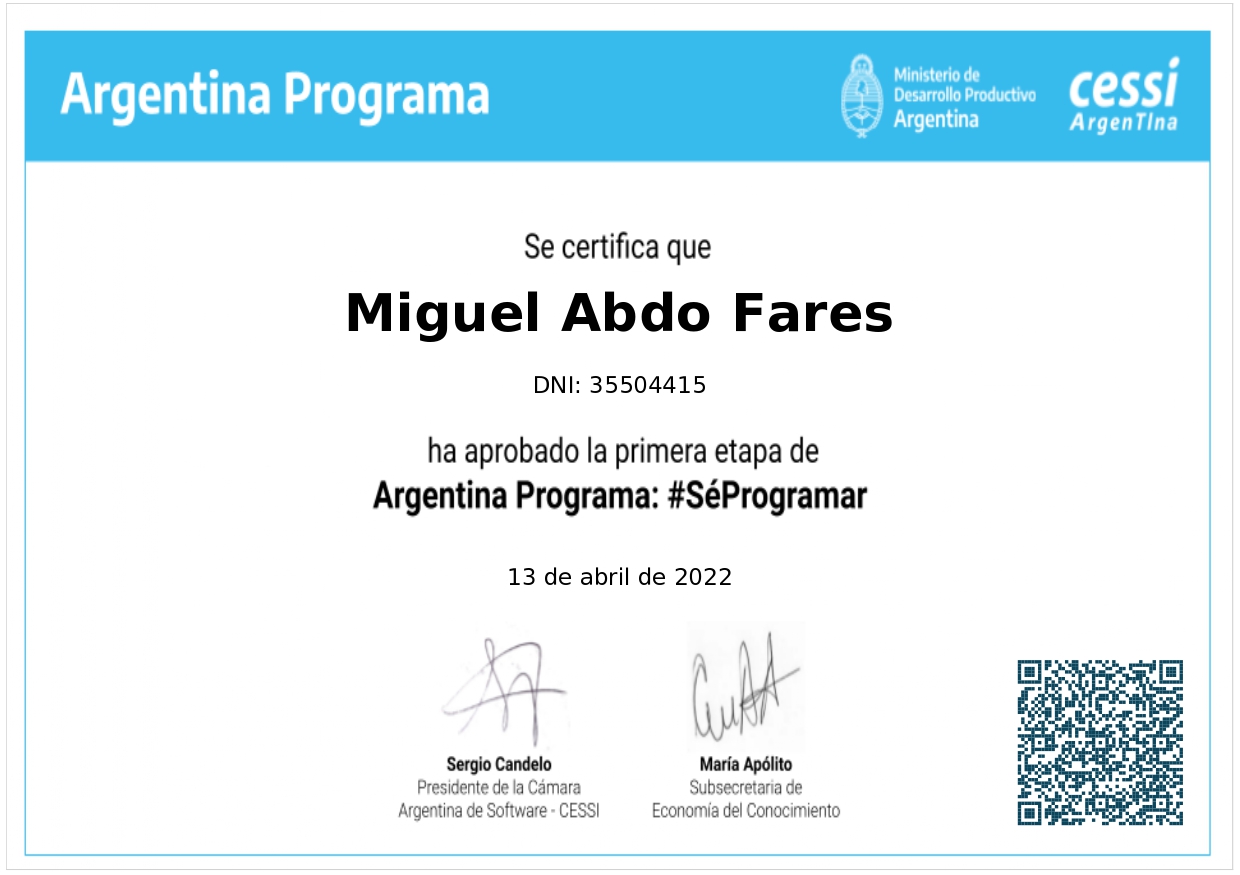 Argentina Programa
Ministerio de
Desarrollo Productivo
Argentina
cessi
ArgenTIna
Se certifica que
Miguel Abdo Fares
DNI: 35504415
ha aprobado la primera etapa de
Argentina Programa: #SéProgramar
13 de abril de 2022
Sergio Candelo
Presidente de la Cámara
Argentina de Software - CESSI
María Apólito
Subsecretaria de
Economía del Conocimiento